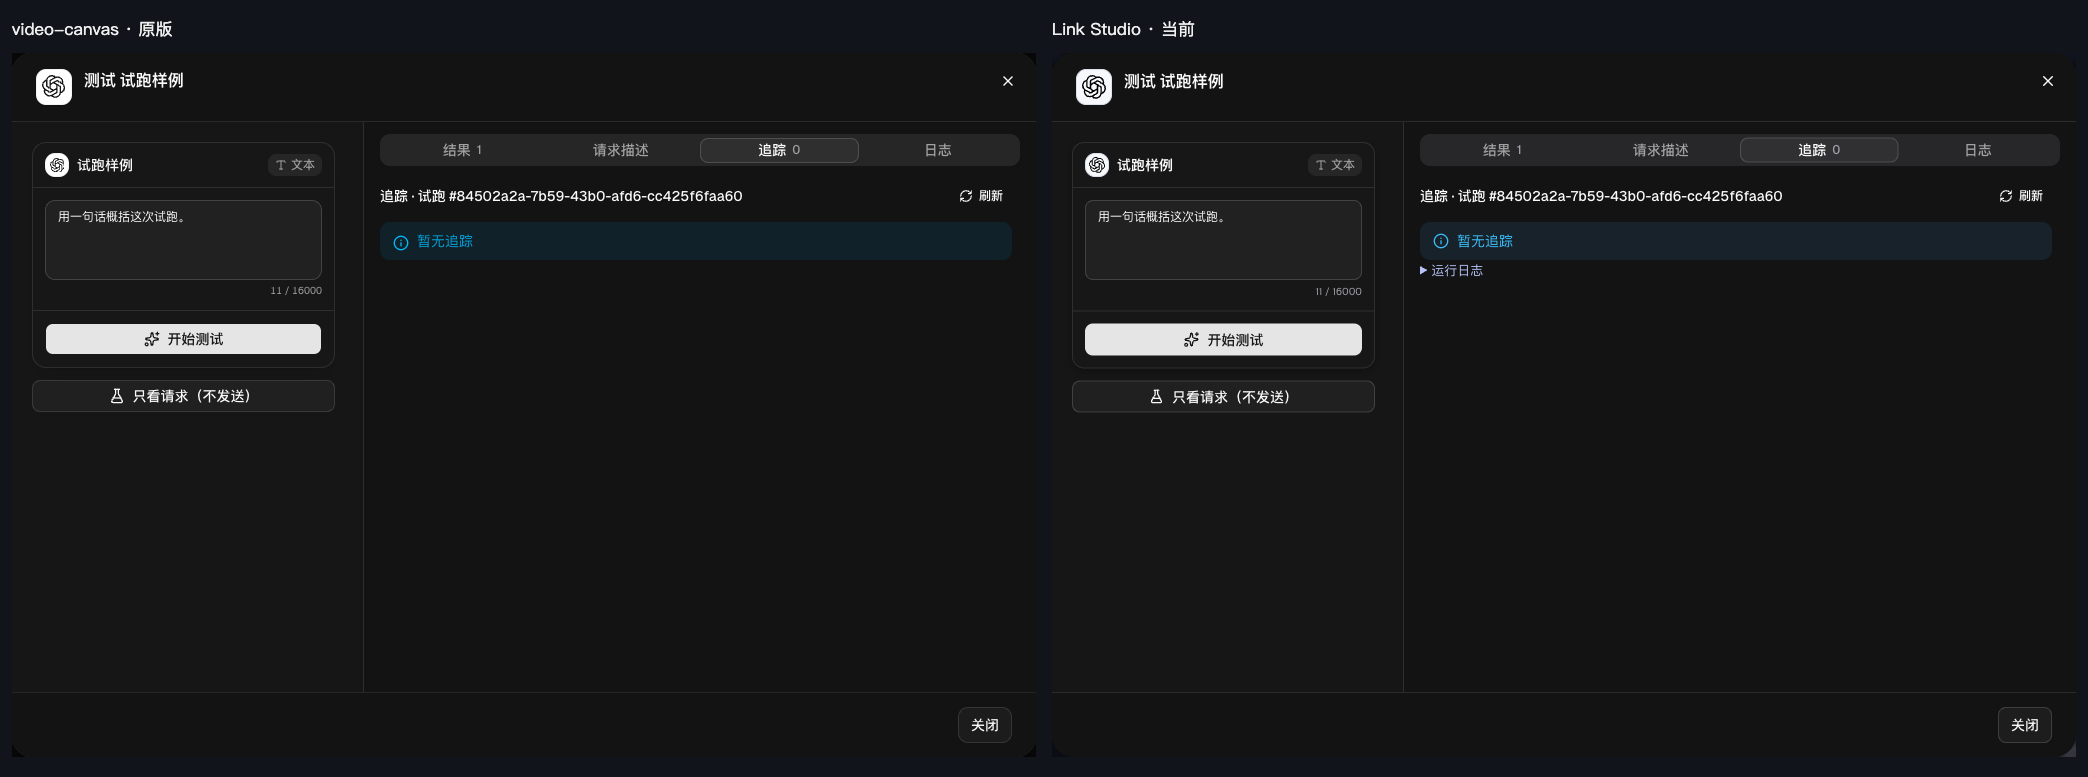 video-canvas · 原版
测试 试跑样例
试跑样例
文本
用一句话概括这次试跑。
11 / 16000
开始测试
只看请求（不发送）
结果 1
请求描述
追踪 0
日志
追踪 · 试跑 #84502a2a-7b59-43b0-afd6-cc425f6faa60
刷新
暂无追踪
关闭
Link Studio · 当前
测试 试跑样例
试跑样例
文本
用一句话概括这次试跑。
11 / 16000
开始测试
只看请求（不发送）
结果 1
请求描述
追踪 0
日志
追踪 · 试跑 #84502a2a-7b59-43b0-afd6-cc425f6faa60
刷新
暂无追踪
运行日志
关闭